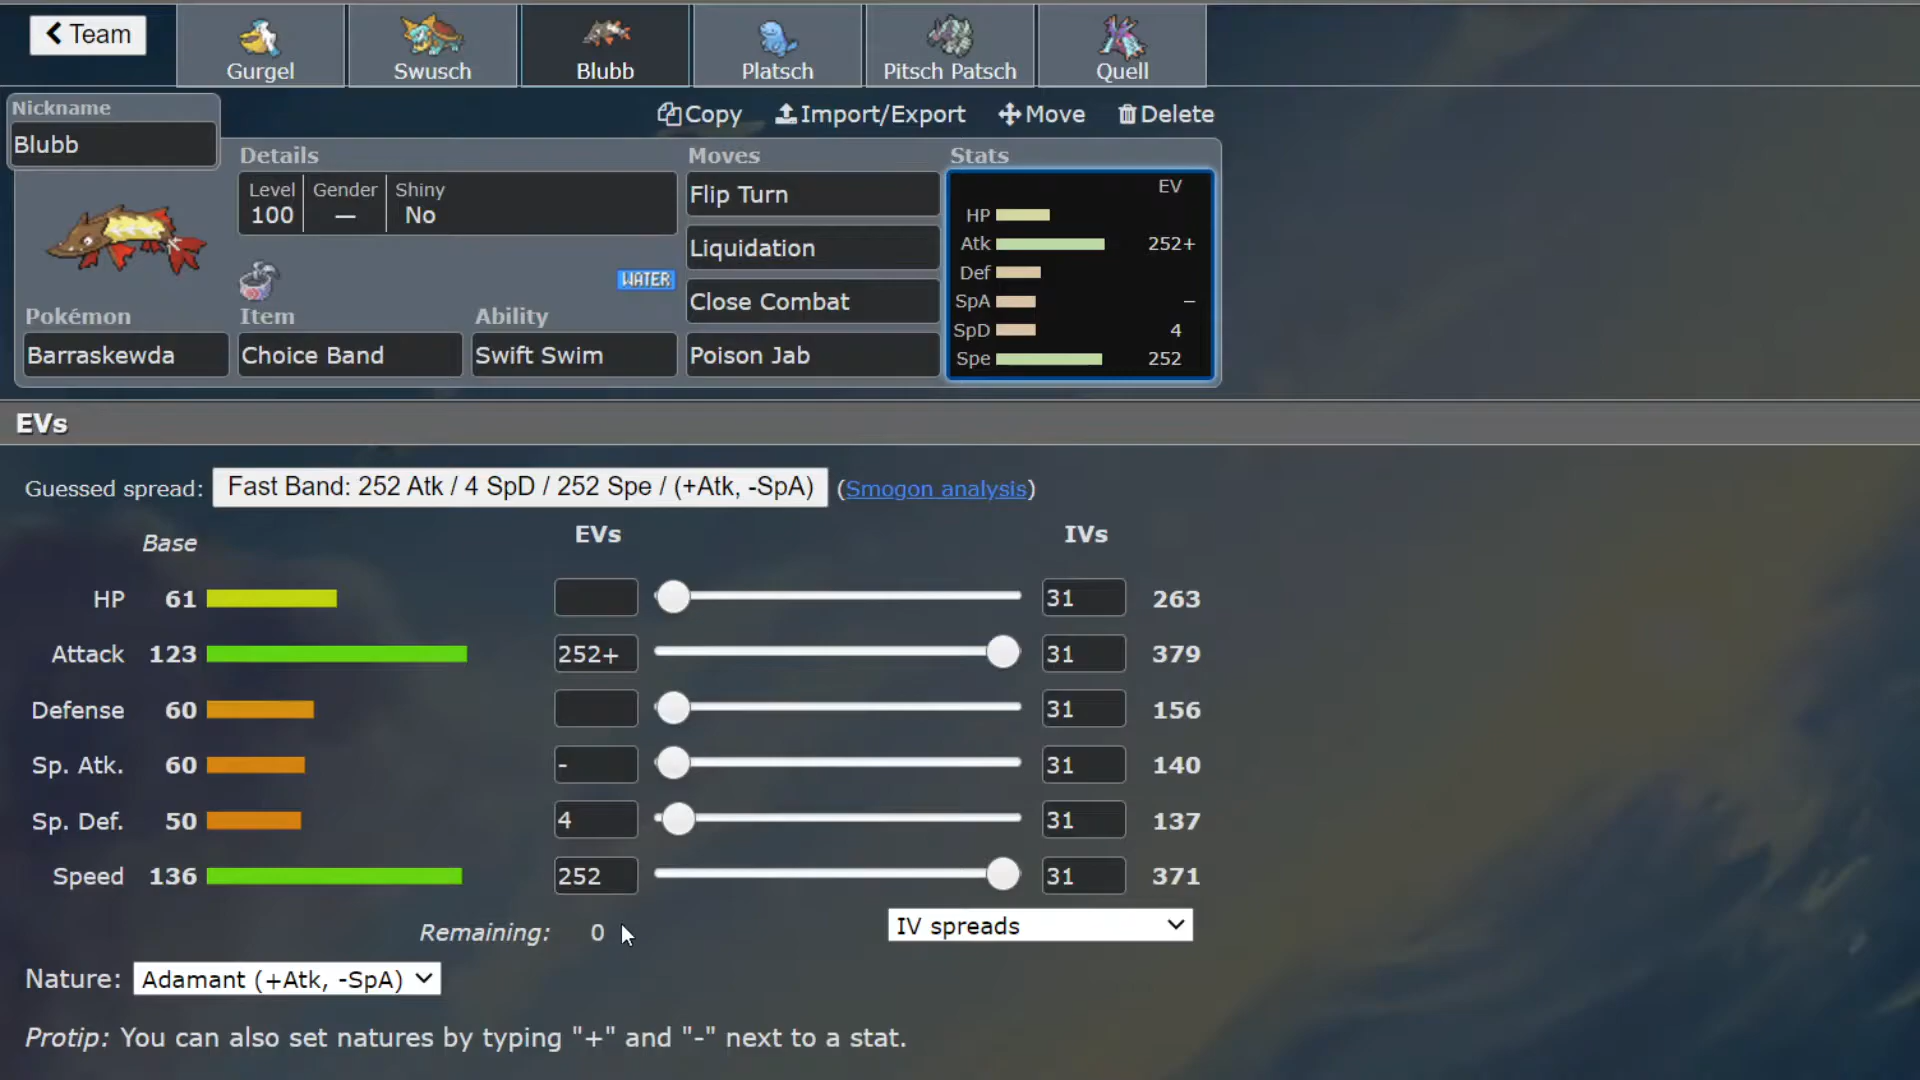 Team
Gurgel
Swusch
Blubb
Platsch
Pitsch Patsch
Quell
Nickname
Blubb
Copy
Import/Export
Move
Delete
Details
Moves
Stats
Level
100
Gender
—
Shiny
No
WATER
Pokémon
Barraskewda
Item
Choice Band
Ability
Swift Swim
Flip Turn
Liquidation
Close Combat
Poison Jab
EV
HP
Atk 252+
Def
SpA –
SpD 4
Spe 252
EVs
Guessed spread: Fast Band: 252 Atk / 4 SpD / 252 Spe / (+Atk, -SpA) (Smogon analysis)
Base EVs IVs
HP 61 31 263
Attack 123 252+ 31 379
Defense 60 31 156
Sp. Atk. 60 - 31 140
Sp. Def. 50 4 31 137
Speed 136 252 31 371
Remaining: 0 IV spreads
Nature: Adamant (+Atk, -SpA)
Protip: You can also set natures by typing "+" and "-" next to a stat.